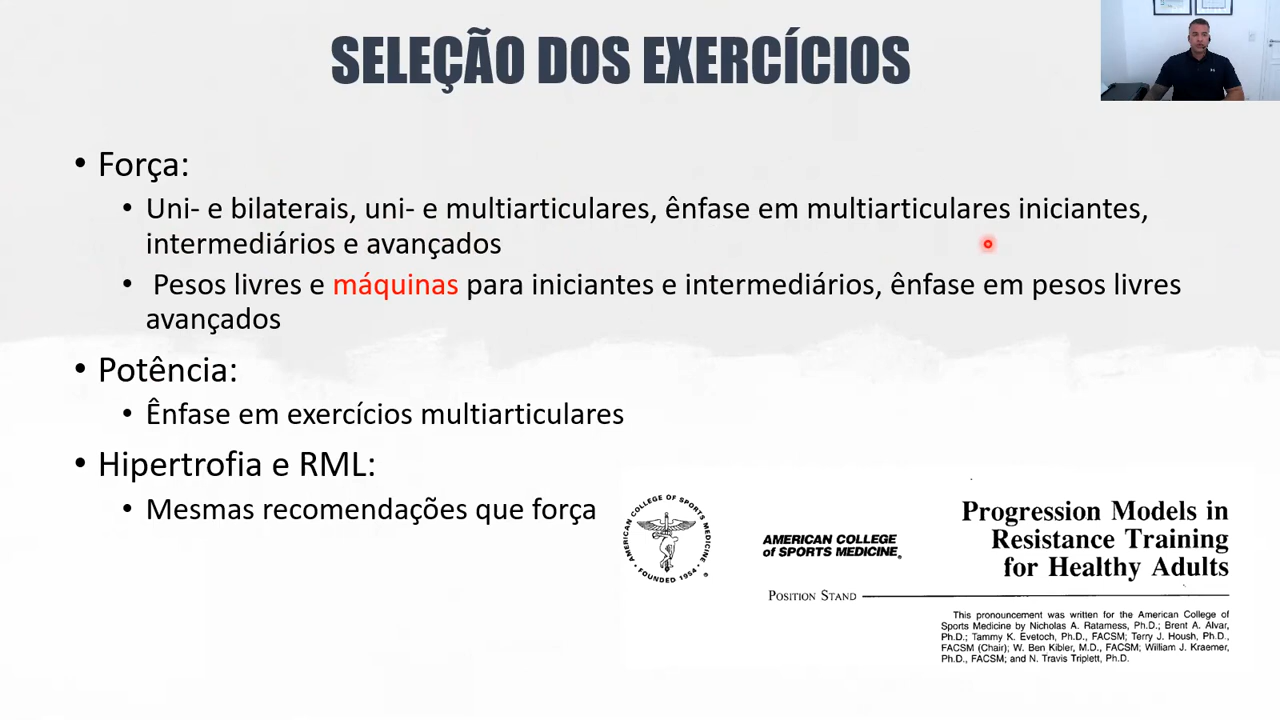 SELEÇÃO DOS EXERCÍCIOS
• Força:
• Uni- e bilaterais, uni- e multiarticulares, ênfase em multiarticulares iniciantes,
intermediários e avançados
• Pesos livres e máquinas para iniciantes e intermediários, ênfase em pesos livres
avançados
• Potência:
• Ênfase em exercícios multiarticulares
• Hipertrofia e RML:
• Mesmas recomendações que força
AMERICAN COLLEGE OF SPORTS MEDICINE
• FOUNDED 1954 •
AMERICAN COLLEGE
of SPORTS MEDICINE®
POSITION STAND
Progression Models in
Resistance Training
for Healthy Adults
This pronouncement was written for the American College of
Sports Medicine by Nicholas A. Ratamess, Ph.D.; Brent A. Alvar,
Ph.D.; Tammy K. Evetoch, Ph.D., FACSM; Terry J. Housh, Ph.D.,
FACSM (Chair); W. Ben Kibler, M.D., FACSM; William J. Kraemer,
Ph.D., FACSM; and N. Travis Triplett, Ph.D.